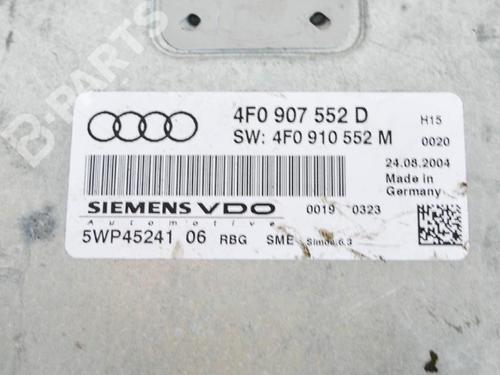 B-PARTS
4F0 907 552 D
H15
SW: 4F0 910 552 M
0020
24.08.2004
Made in
Germany
SIEMENS VDO
0019 0323
Automotive
5WP45241 06 RBG SME Simos 6.3